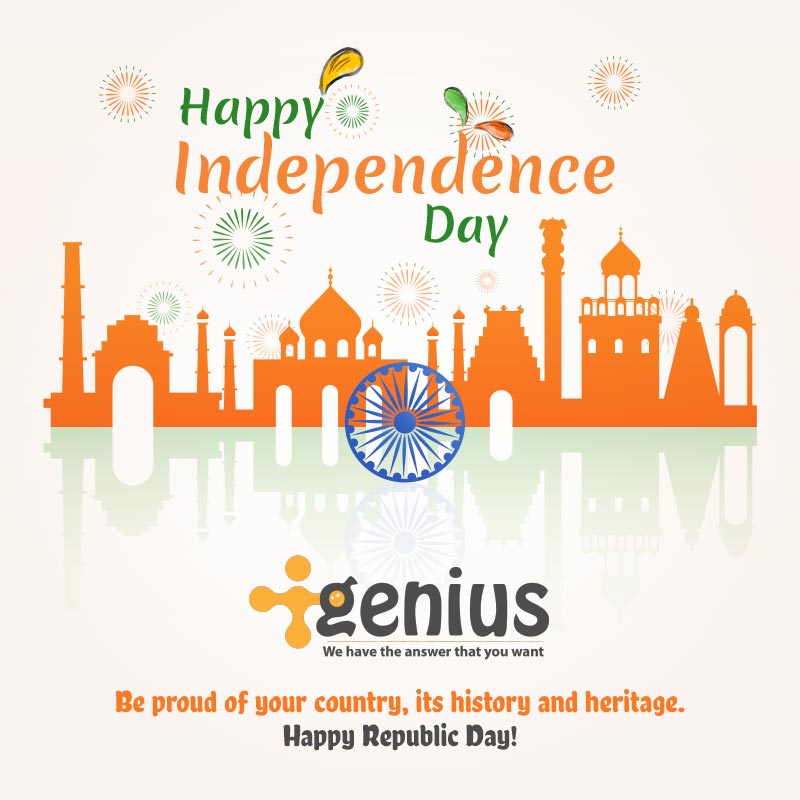 Happy
Independence
Day
genius
We have the answer that you want
Be proud of your country, its history and heritage.
Happy Republic Day!